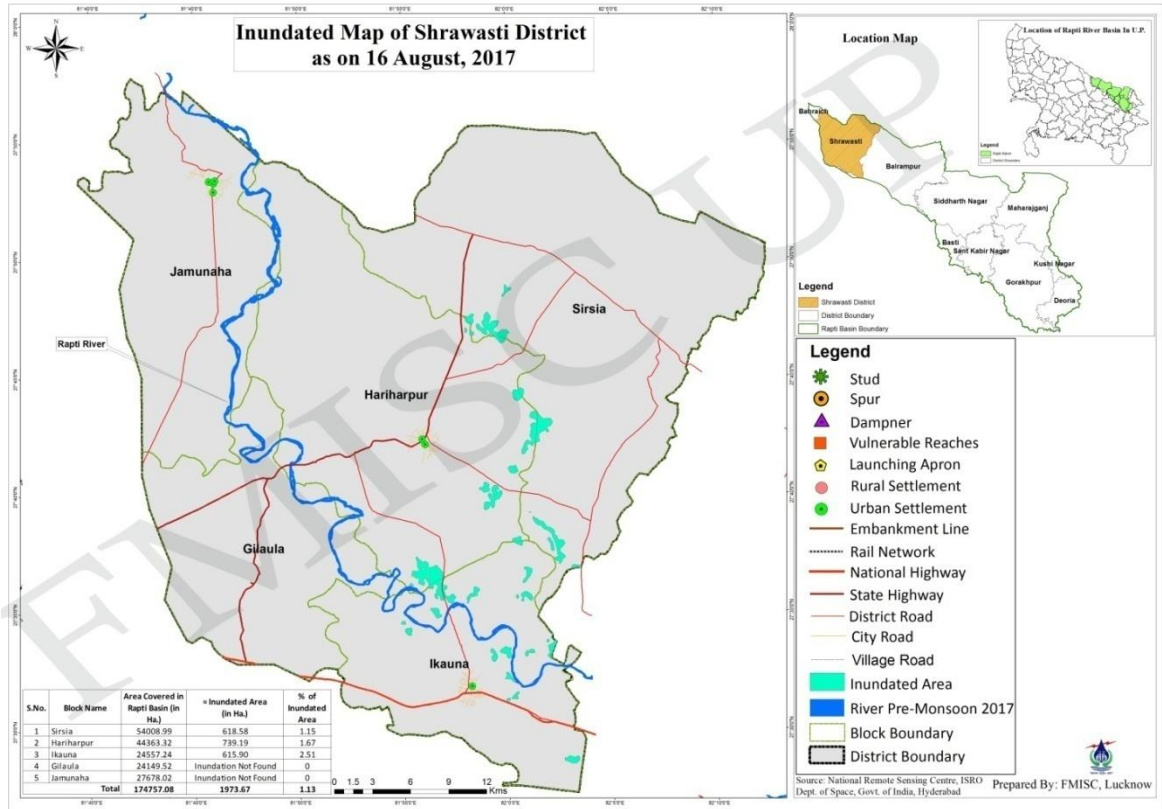 Inundated Map of Shrawasti District
as on 16 August, 2017
N
W
E
S
FMISC UP
Jamunaha
Rapti River
Sirsia
Hariharpur
Gilaula
Ikauna
S.No. Block Name Area Covered in Rapti Basin (in Ha.) ≈ Inundated Area (in Ha.) % of Inundated Area
1 Sirsia 54008.99 618.58 1.15
2 Hariharpur 44363.32 739.19 1.67
3 Ikauna 24557.24 615.90 2.51
4 Gilaula 24149.52 Inundation Not Found 0
5 Jamunaha 27678.02 Inundation Not Found 0
Total 174757.08 1973.67 1.13
0 1.5 3 6 9 12
Kms
Location Map
Location of Rapti River Basin In U.P.
Legend
District Boundary
Bahraich
Shrawasti
Balrampur
Siddharth Nagar
Maharajganj
Basti
Sant Kabir Nagar
Kushi Nagar
Gorakhpur
Deoria
Legend
Shrawasti District
District Boundary
Rapti Basin Boundary
Legend
Stud
Spur
Dampner
Vulnerable Reaches
Launching Apron
Rural Settlement
Urban Settlement
Embankment Line
Rail Network
National Highway
State Highway
District Road
City Road
Village Road
Inundated Area
River Pre-Monsoon 2017
Block Boundary
District Boundary
Source: National Remote Sensing Centre, ISRO
Dept. of Space, Govt. of India, Hyderabad
Prepared By: FMISC, Lucknow